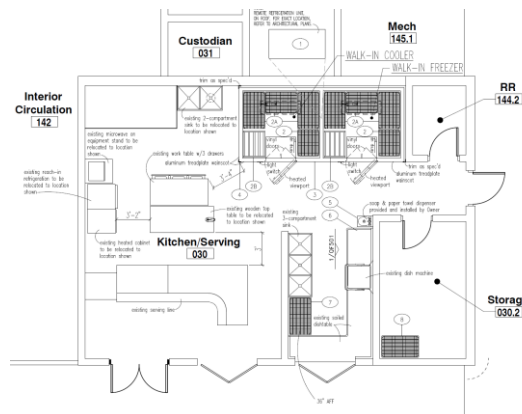 REMOTE REFRIGERATION UNIT,
ON ROOF. FOR EXACT LOCATION,
REFER TO ARCHITECTURAL PLANS
1
Mech
145.1
Custodian
031
WALK-IN COOLER
WALK-IN FREEZER
trim as spec'd
RR
144.2
Interior
Circulation
142
existing 2-compartment
sink to be relocated to
location shown
existing microwave on
equipment stand to be
relocated to location
shown
existing work table w/3 drawers
aluminum treadplate wainscot
existing reach-in
refrigeration to be
relocated to location
shown
2A
2
2A
2
vinyl
doors
vinyl
doors
light
switch
light
switch
heated
viewport
heated
viewport
trim as spec'd
aluminum treadplate
wainscot
4
2B
3
2B
5
6
soap & paper towel dispenser
provided and installed by Owner
existing wooden top
table to be relocated
to location shown
existing
3-compartment
sink
3'-2"
existing heated cabinet
to be relocated to
location shown
Kitchen/Serving
030
1/QFS01
existing dish machine
existing serving line
7
existing soiled
dishtable
Storag
030.2
8
36" AFF